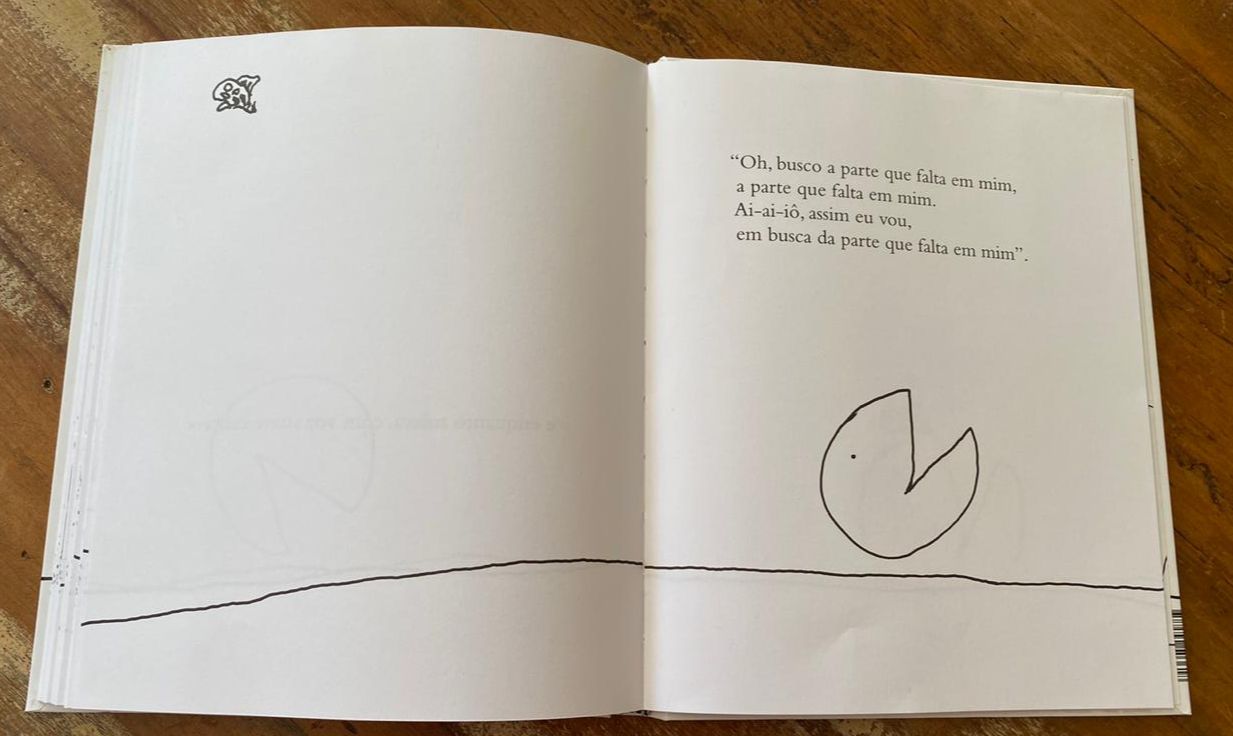 “Oh, busco a parte que falta em mim,
a parte que falta em mim.
Ai-ai-iô, assim eu vou,
em busca da parte que falta em mim”.